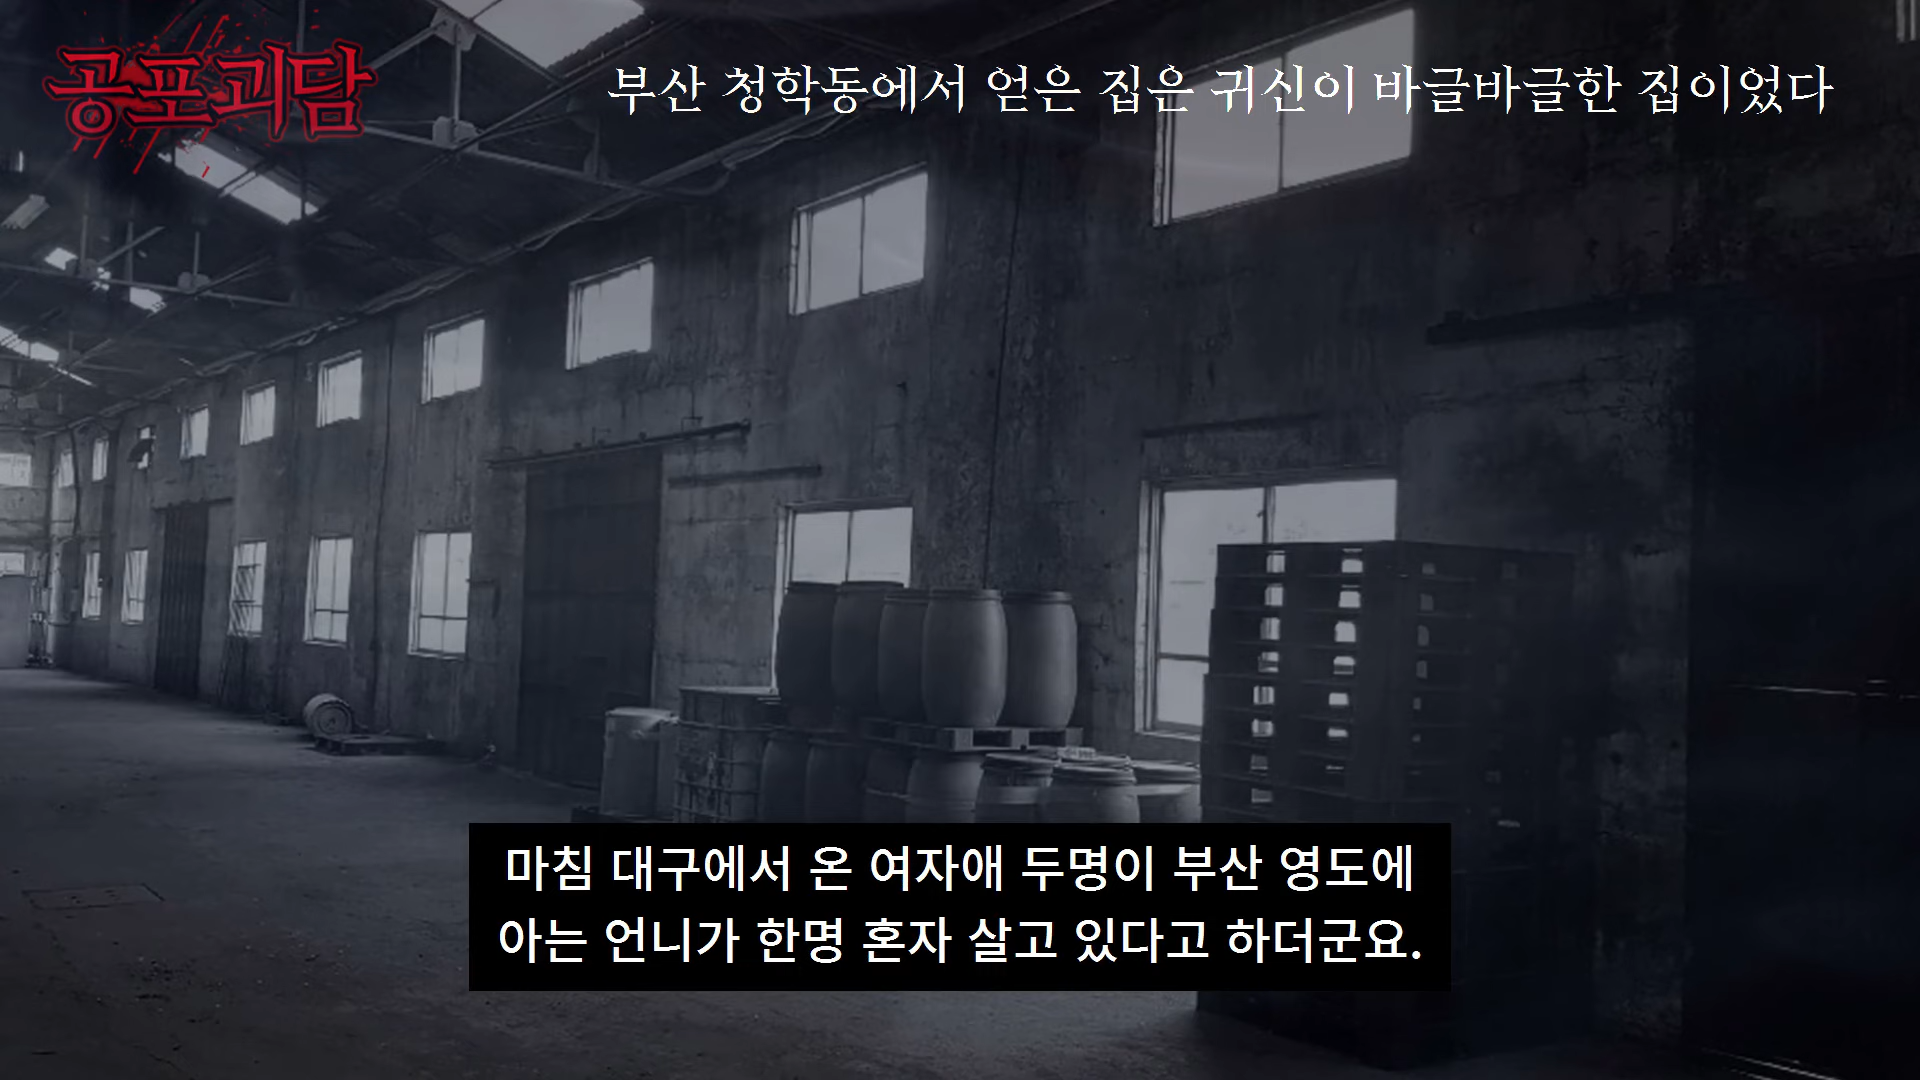 공포괴담
부산 청학동에서 얻은 집은 귀신이 바글바글한 집이었다
마침 대구에서 온 여자애 두명이 부산 영도에
아는 언니가 한명 혼자 살고 있다고 하더군요.